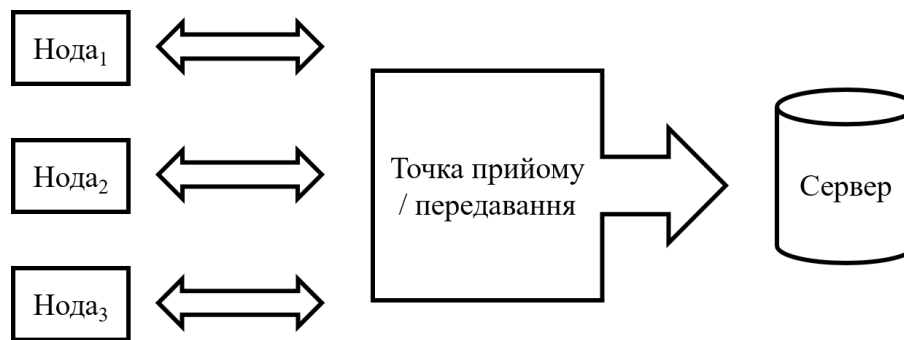 Нода₁
Нода₂
Нода₃
Точка прийому
/ передавання
Сервер